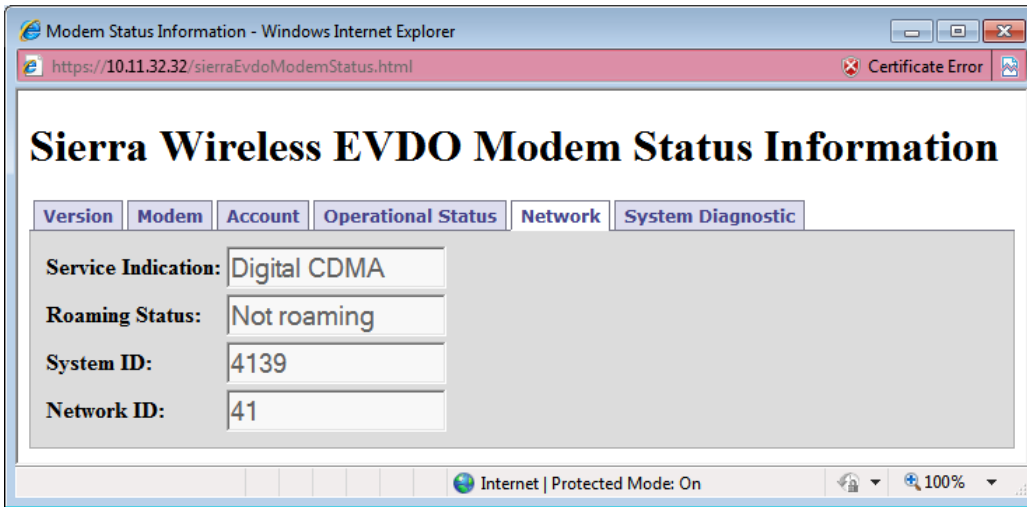 Modem Status Information - Windows Internet Explorer
https://10.11.32.32/sierraEvdoModemStatus.html Certificate Error
Sierra Wireless EVDO Modem Status Information
Version Modem Account Operational Status Network System Diagnostic
Service Indication: Digital CDMA
Roaming Status: Not roaming
System ID: 4139
Network ID: 41
Internet | Protected Mode: On 100%